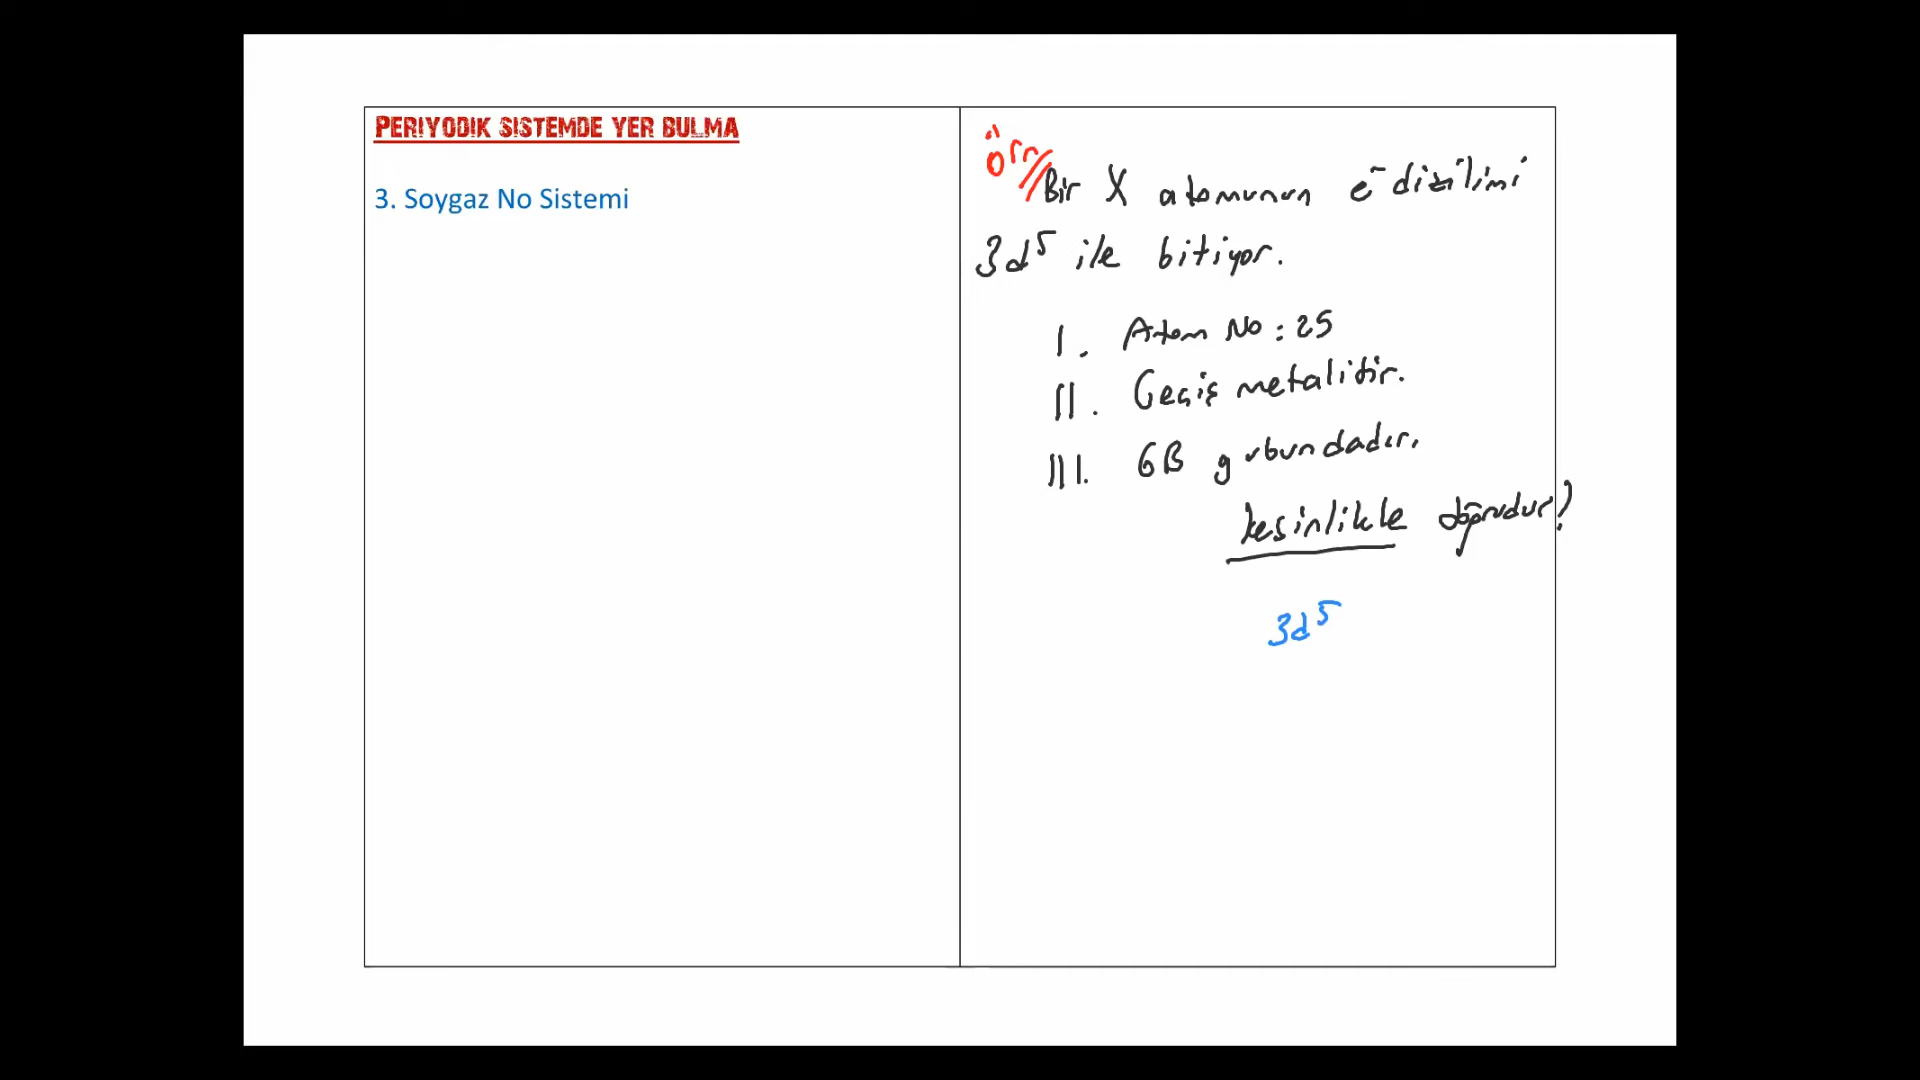 PERİYODİK SİSTEMDE YER BULMA
3. Soygaz No Sistemi
Örn// Bir X atomunun e⁻ dizilimi
3d⁵ ile bitiyor.
I. Atom No : 25
II. Geçiş metalidir.
III. 6B grubundadır.
kesinlikle doğrudur?
3d⁵